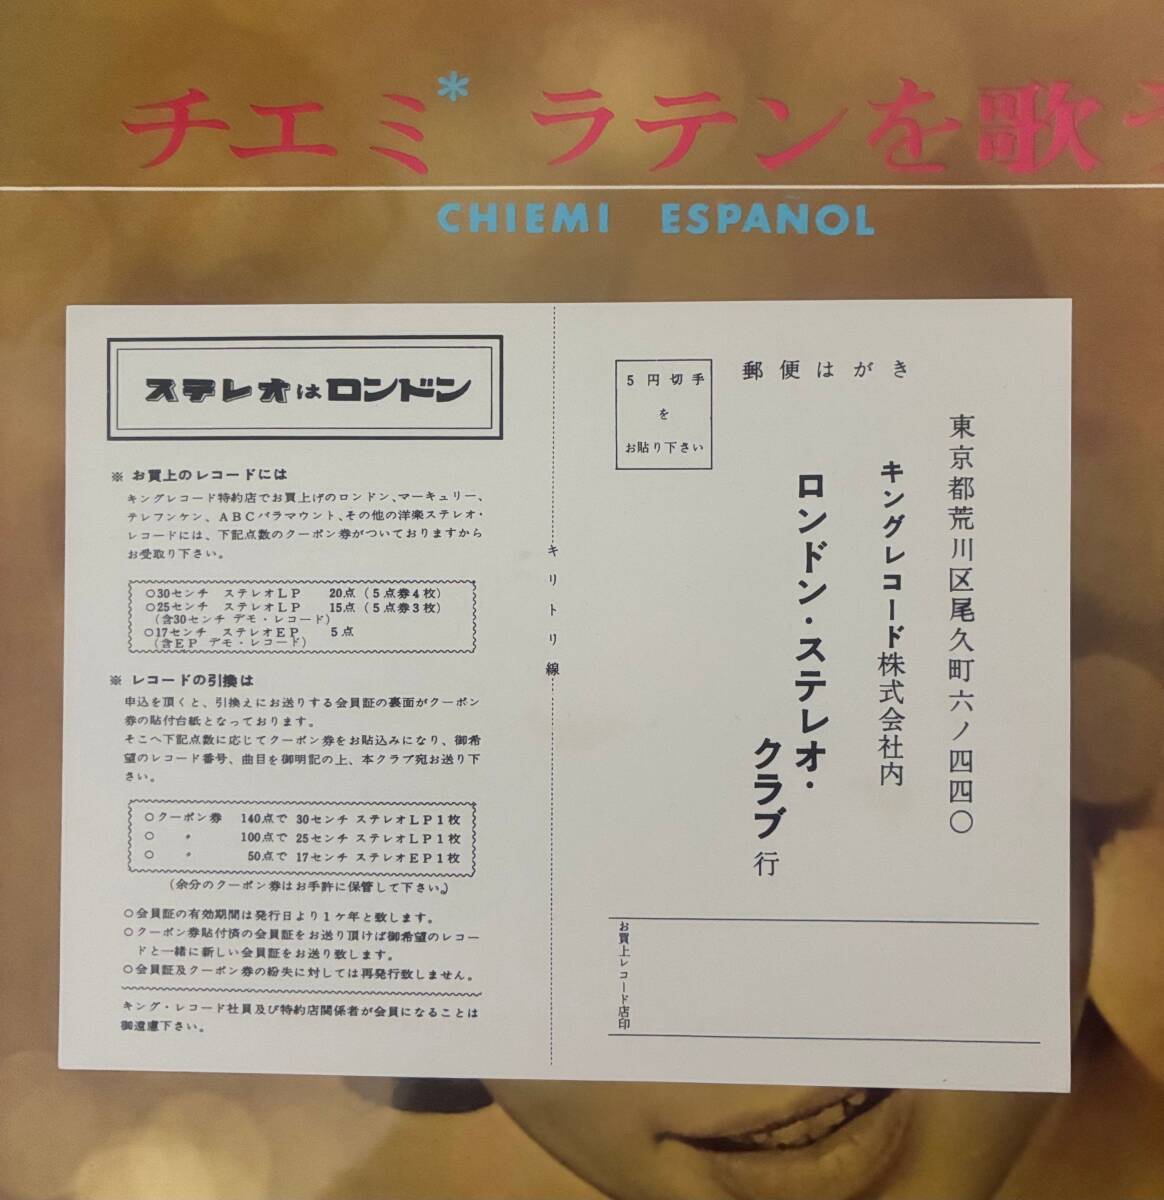 チエミ* ラテンを歌う
CHIEMI ESPAÑOL
ステレオはロンドン
※ お買上のレコードには
キングレコード特約店でお買上げのロンドン、マーキュリー、
テレフンケン、ABCパラマウント、その他の洋楽ステレオ・
レコードには、下記点数のクーポン券がついておりますから
お受取り下さい。
○30センチ ステレオLP 20点(5点券4枚)
○25センチ ステレオLP 15点(5点券3枚)
(含30センチ デモ・レコード)
○17センチ ステレオEP 5点
(含EP デモ・レコード)
※ レコードの引換は
申込を頂くと、引換えにお送りする会員証の裏面がクーポン
券の貼付台紙となっております。
そこへ下記点数に応じてクーポン券をお貼込みになり、御希
望のレコード番号、曲目を御明記の上、本クラブ宛お送り下
さい。
○クーポン券 140点で 30センチ ステレオLP1枚
○ 〃 100点で 25センチ ステレオLP1枚
○ 〃 50点で 17センチ ステレオEP1枚
(余分のクーポン券はお手許に保管して下さい。)
○会員証の有効期間は発行日より1ケ年と致します。
○クーポン券貼付済の会員証をお送り頂けば御希望のレコー
ドと一緒に新しい会員証をお送り致します。
○会員証及クーポン券の紛失に対しては再発行致しません。
キング・レコード社員及び特約店関係者が会員になることは
御遠慮下さい。
キリトリ線
郵便はがき
5円切手
を
お貼り下さい
東京都荒川区尾久町六ノ四四〇
キングレコード株式会社内
ロンドン・ステレオ・
クラブ行
お買上レコード店印